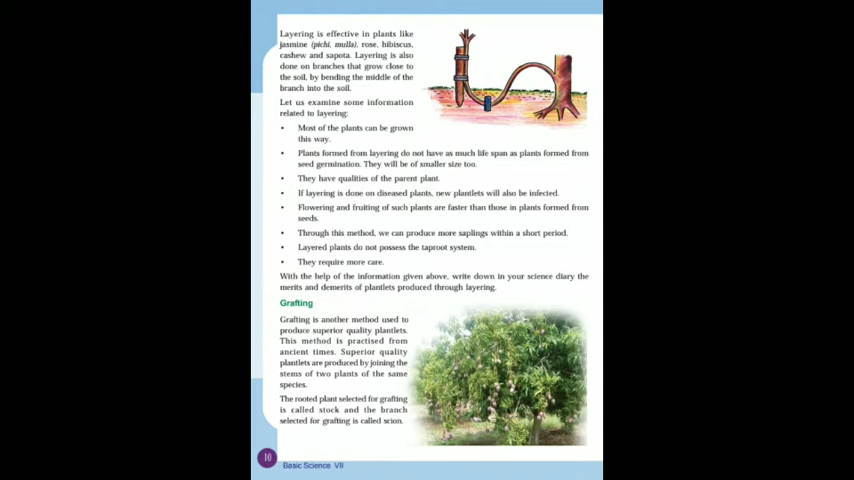 Layering is effective in plants like
jasmine (pichi, mulla), rose, hibiscus,
cashew and sapota. Layering is also
done on branches that grow close to
the soil, by bending the middle of the
branch into the soil.
Let us examine some information
related to layering:
• Most of the plants can be grown
this way.
• Plants formed from layering do not have as much life span as plants formed from
seed germination. They will be of smaller size too.
• They have qualities of the parent plant.
• If layering is done on diseased plants, new plantlets will also be infected.
• Flowering and fruiting of such plants are faster than those in plants formed from
seeds.
• Through this method, we can produce more saplings within a short period.
• Layered plants do not possess the taproot system.
• They require more care.
With the help of the information given above, write down in your science diary the
merits and demerits of plantlets produced through layering.
Grafting
Grafting is another method used to
produce superior quality plantlets.
This method is practised from
ancient times. Superior quality
plantlets are produced by joining the
stems of two plants of the same
species.
The rooted plant selected for grafting
is called stock and the branch
selected for grafting is called scion.
10
Basic Science VII